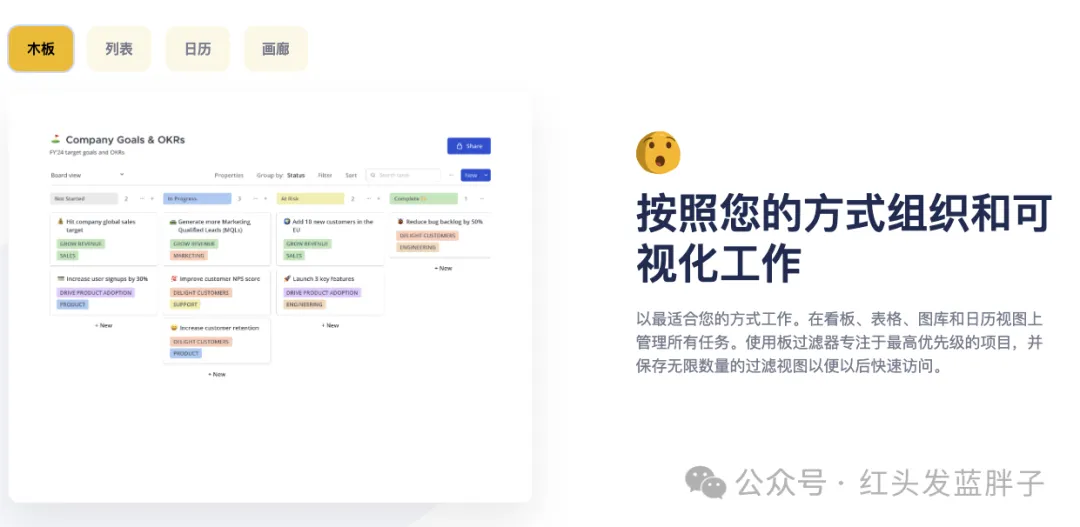 木板 列表 日历 画廊
Company Goals & OKRs
FY'24 target goals and OKRs
Share
Board view
Properties Group by: Status Filter Sort Search name New
Not Started 2
In Progress 3
At Risk 2
Complete 1
Hit company global sales
target
GROW REVENUE
SALES
Increase user signups by 30%
DRIVE PRODUCT ADOPTION
PRODUCT
+ New
Generate more Marketing
Qualified Leads (MQLs)
GROW REVENUE
MARKETING
Improve customer NPS score
DELIGHT CUSTOMERS
SUPPORT
Increase customer retention
DELIGHT CUSTOMERS
PRODUCT
+ New
Add 10 new customers in the
EU
GROW REVENUE
SALES
Launch 3 key features
DRIVE PRODUCT ADOPTION
ENGINEERING
+ New
Reduce bug backlog by 50%
DELIGHT CUSTOMERS
ENGINEERING
+ New
按照您的方式组织和可
视化工作
以最适合您的方式工作。在看板、表格、图库和日历视图上
管理所有任务。使用板过滤器专注于最高优先级的项目，并
保存无限数量的过滤视图以便以后快速访问。
公众号 · 红头发蓝胖子